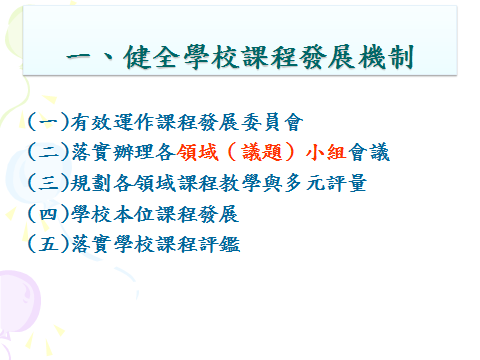 一、健全學校課程發展機制
(一)有效運作課程發展委員會
(二)落實辦理各領域（議題）小組會議
(三)規劃各領域課程教學與多元評量
(四)學校本位課程發展
(五)落實學校課程評鑑